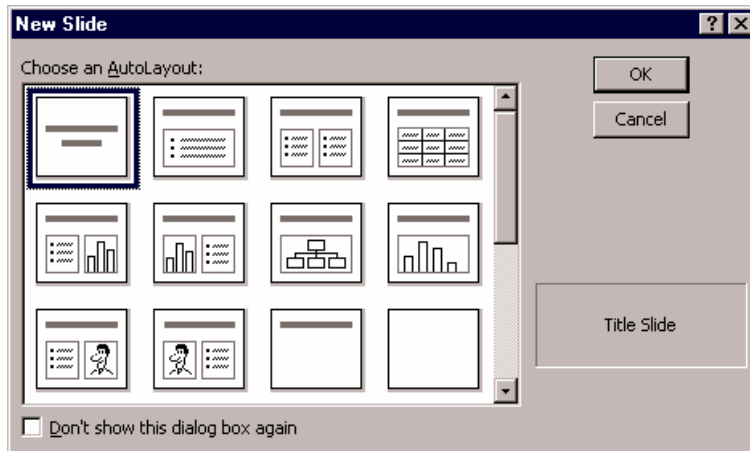 New Slide
Choose an AutoLayout:
OK
Cancel
Title Slide
Don't show this dialog box again